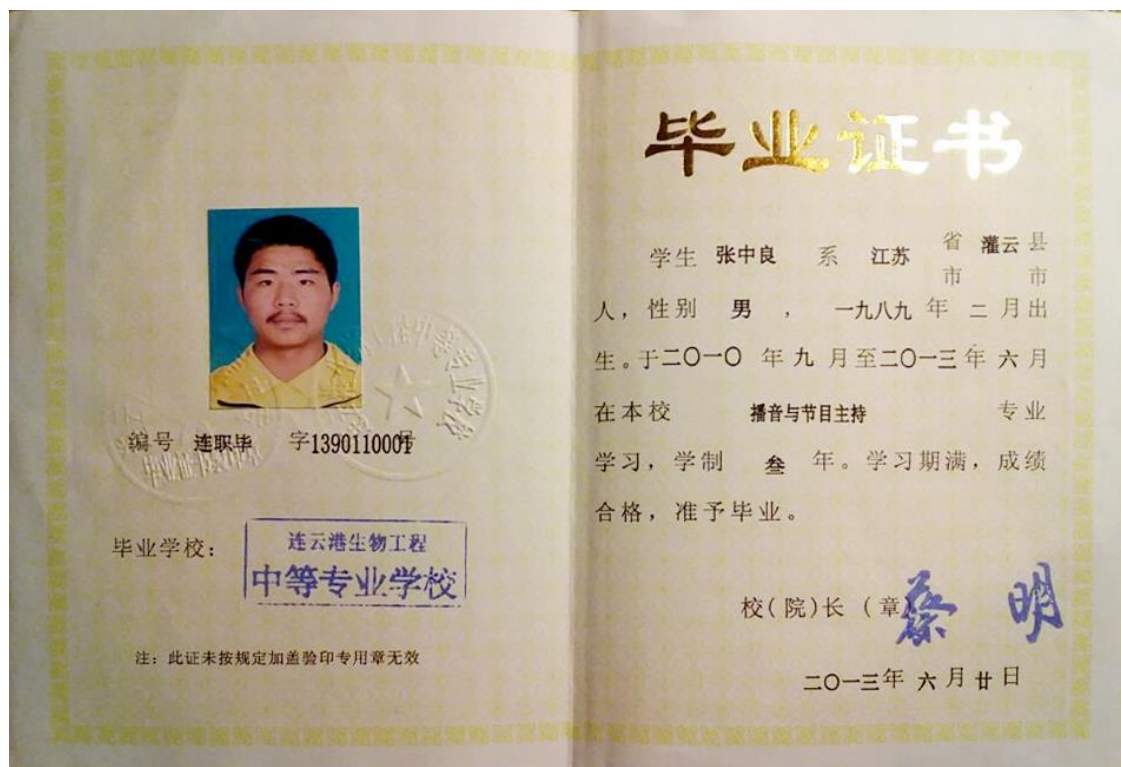 编号 连职毕 字1390110001号
毕业学校：
连云港生物工程
中等专业学校
注：此证未按规定加盖验印专用章无效
毕业证书
学生 张中良 系 江苏 省市 灌云 县市
人，性别 男 ， 一九八九 年 二 月出
生。于二〇一〇 年 九 月至二〇一三年 六 月
在本校 播音与节目主持 专业
学习，学制 叁 年。学习期满，成绩
合格，准予毕业。
校(院)长（章）
蔡明
二〇一三年 六 月 廿 日